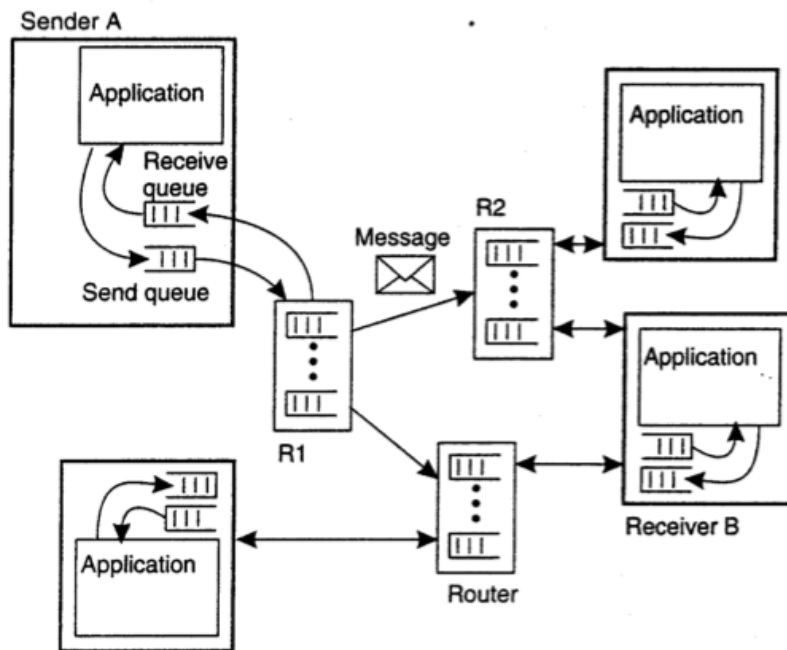 Sender A
Application
Receive
queue
Send queue
Message
R2
Application
R1
Application
Receiver B
Application
Router